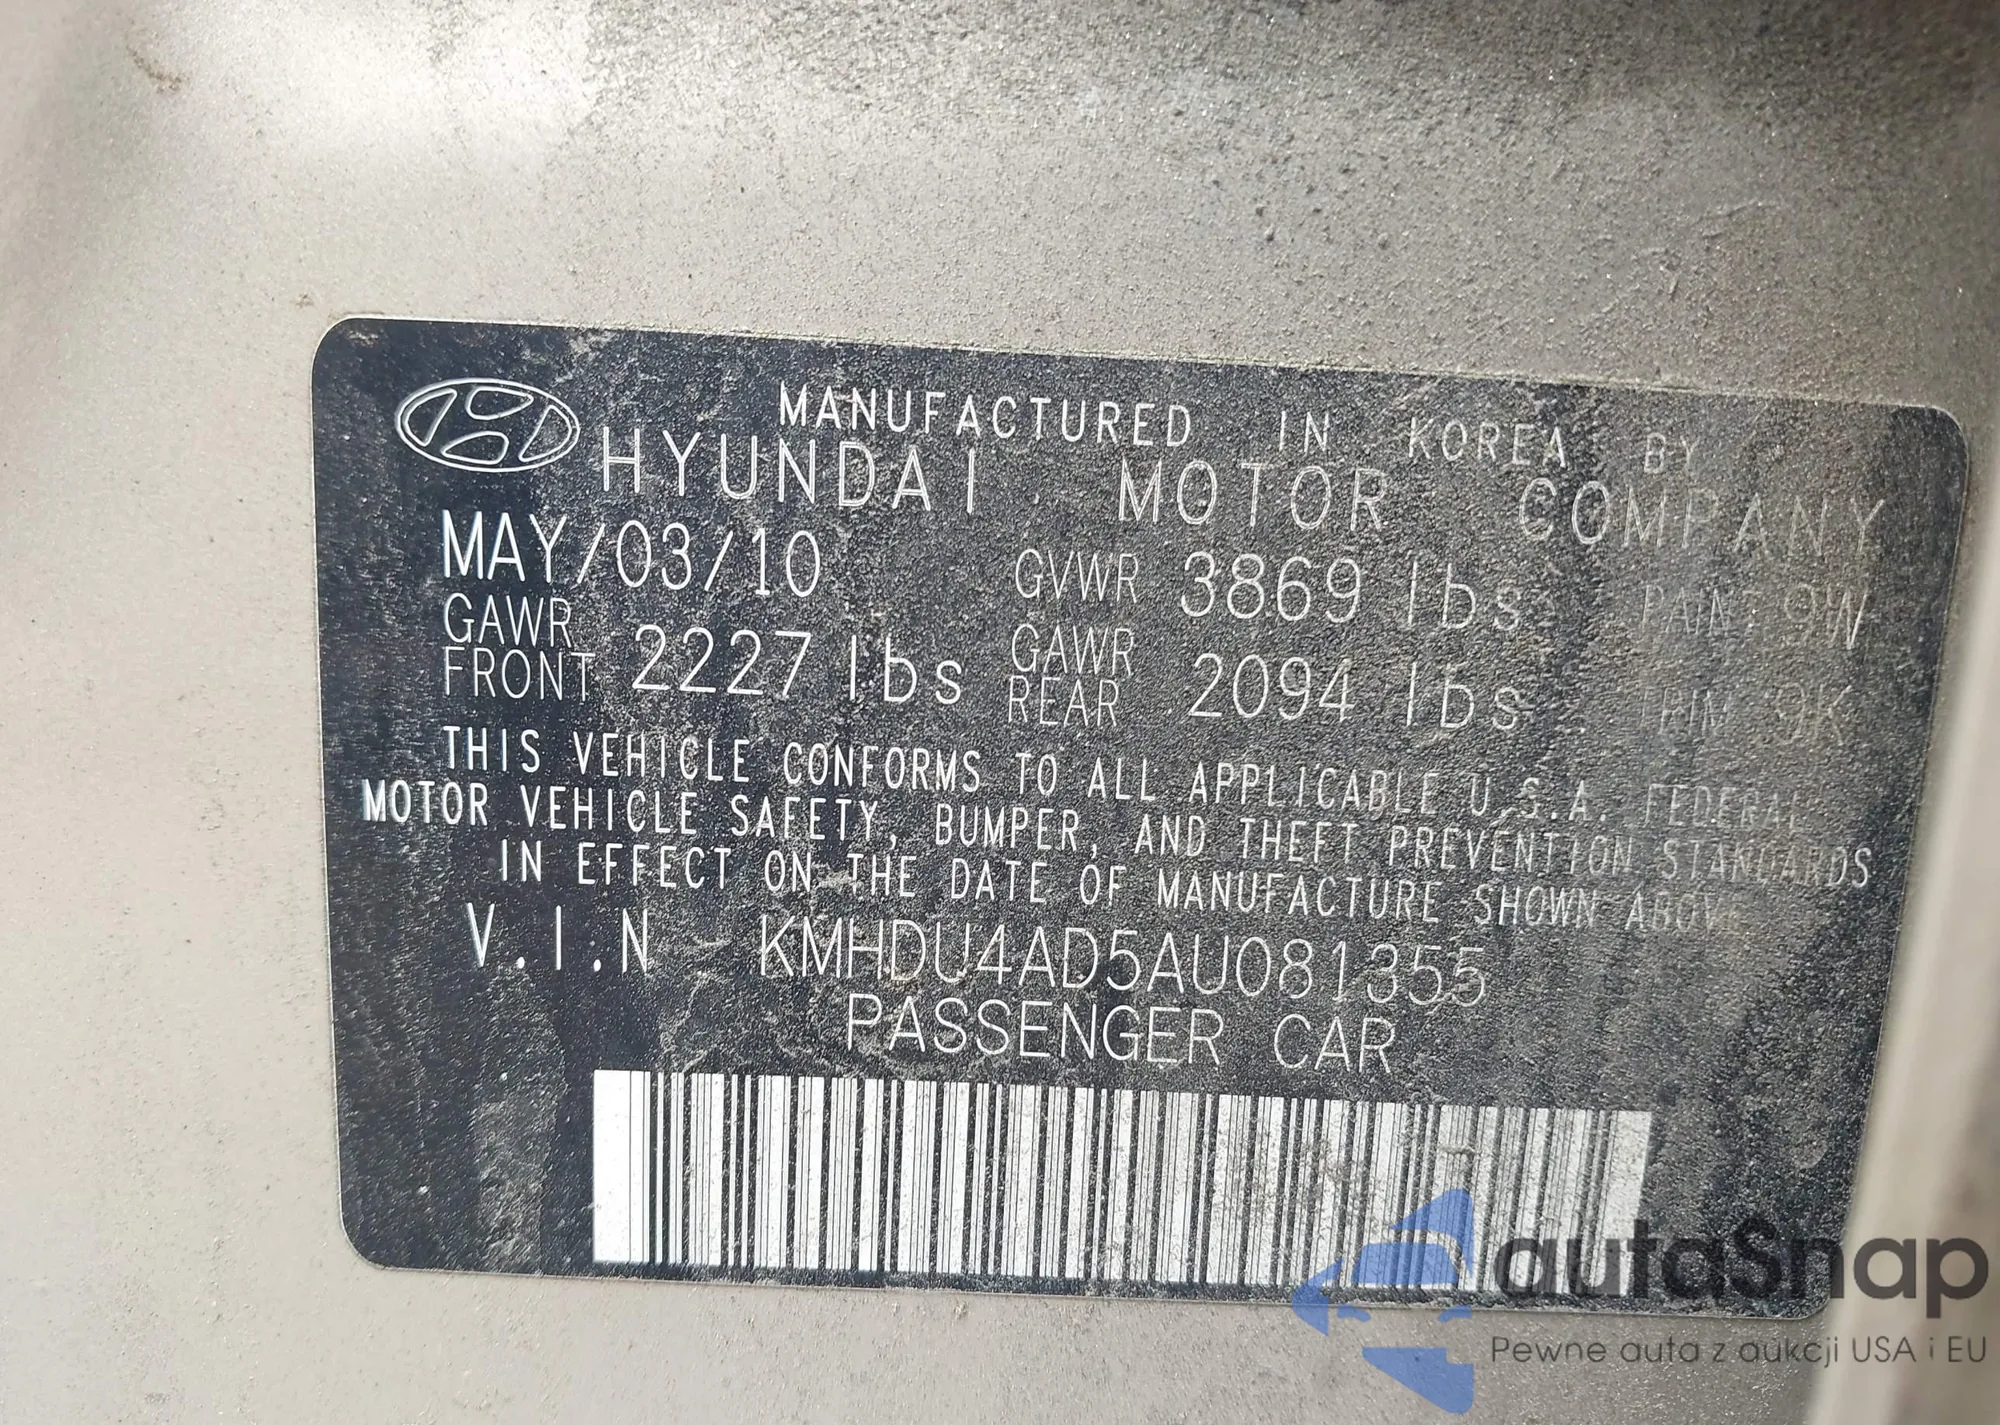 MANUFACTURED IN KOREA BY
HYUNDAI MOTOR COMPANY
MAY/03/10 GVWR 3869 lbs PAINT 9W
GAWR FRONT 2227 lbs GAWR REAR 2094 lbs TRIM 9K
THIS VEHICLE CONFORMS TO ALL APPLICABLE U.S.A. FEDERAL
MOTOR VEHICLE SAFETY, BUMPER, AND THEFT PREVENTION STANDARDS
IN EFFECT ON THE DATE OF MANUFACTURE SHOWN ABOVE
V.I.N KMHDU4AD5AU081355
PASSENGER CAR
autaSnap
Pewne auta z aukcji USA i EU